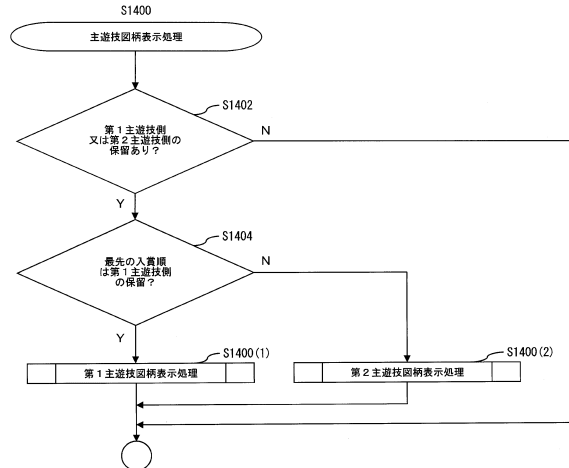 S1400
主遊技図柄表示処理
S1402
第１主遊技側
又は第２主遊技側の
保留あり？
N
Y
S1404
最先の入賞順
は第１主遊技側
の保留？
N
Y
S1400(1)
第１主遊技図柄表示処理
S1400(2)
第２主遊技図柄表示処理